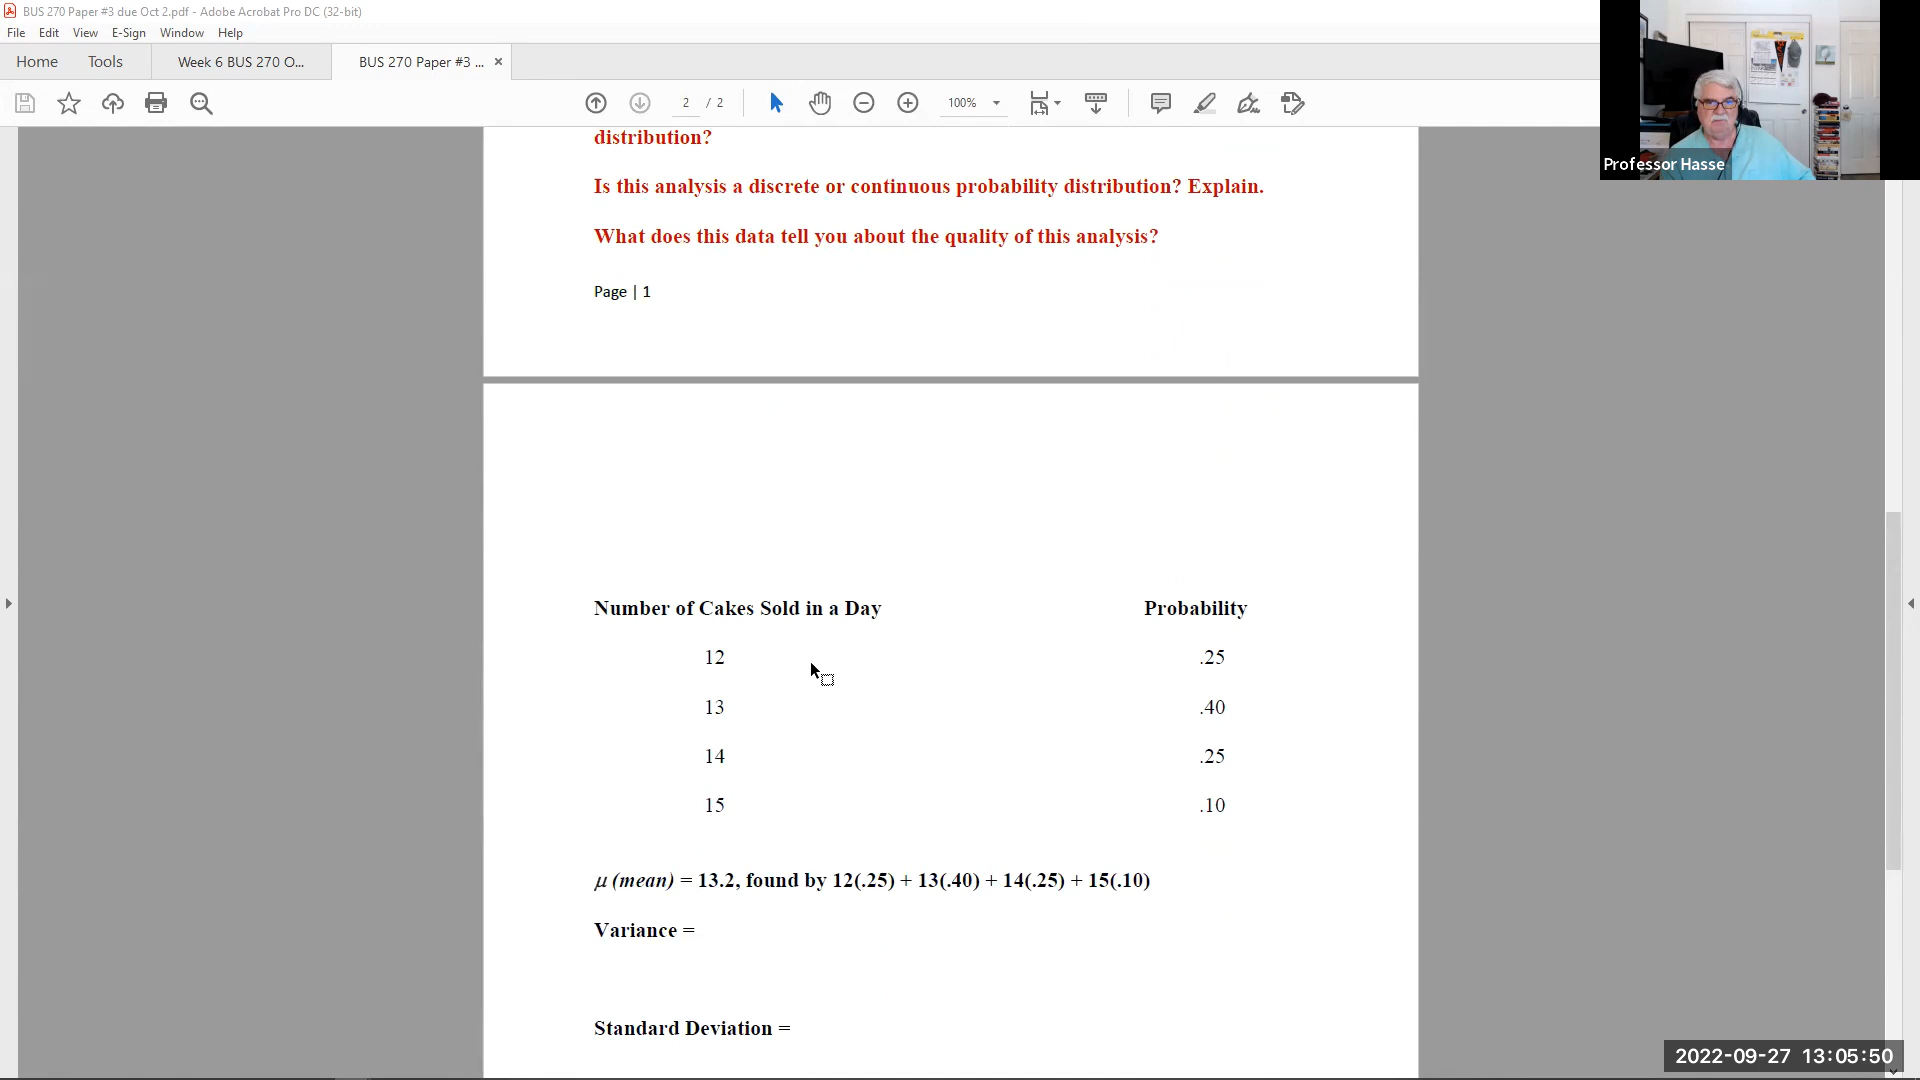 BUS 270 Paper #3 due Oct 2.pdf - Adobe Acrobat Pro DC (32-bit)
File Edit View E-Sign Window Help
Home Tools Week 6 BUS 270 O... BUS 270 Paper #3 ... ×
2 / 2 100%
distribution?
Is this analysis a discrete or continuous probability distribution? Explain.
What does this data tell you about the quality of this analysis?
Page | 1
Number of Cakes Sold in a Day Probability
12 .25
13 .40
14 .25
15 .10
μ (mean) = 13.2, found by 12(.25) + 13(.40) + 14(.25) + 15(.10)
Variance =
Standard Deviation =
Professor Hasse
2022-09-27 13:05:50